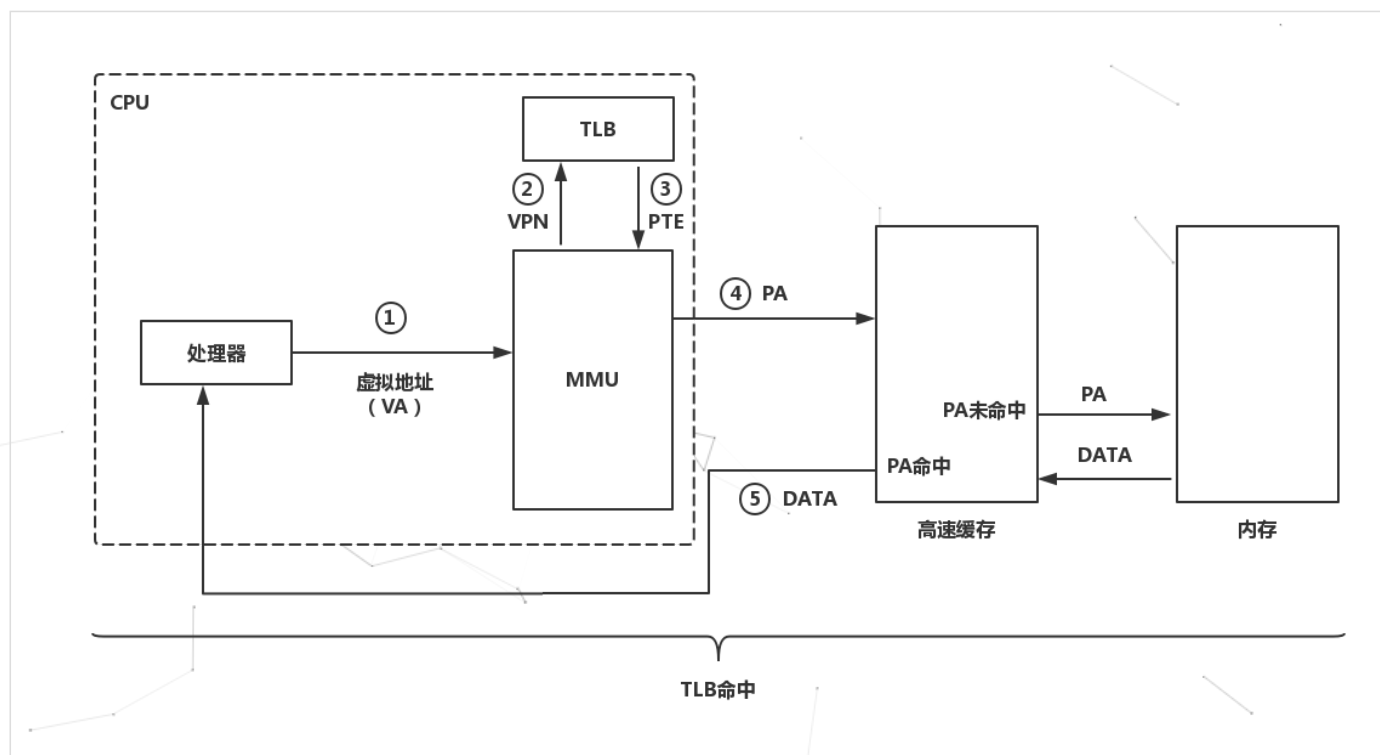 CPU
TLB
②
③
VPN
PTE
④ PA
①
处理器
虚拟地址
（VA）
MMU
PA未命中
PA
PA命中
DATA
⑤ DATA
高速缓存
内存
TLB命中